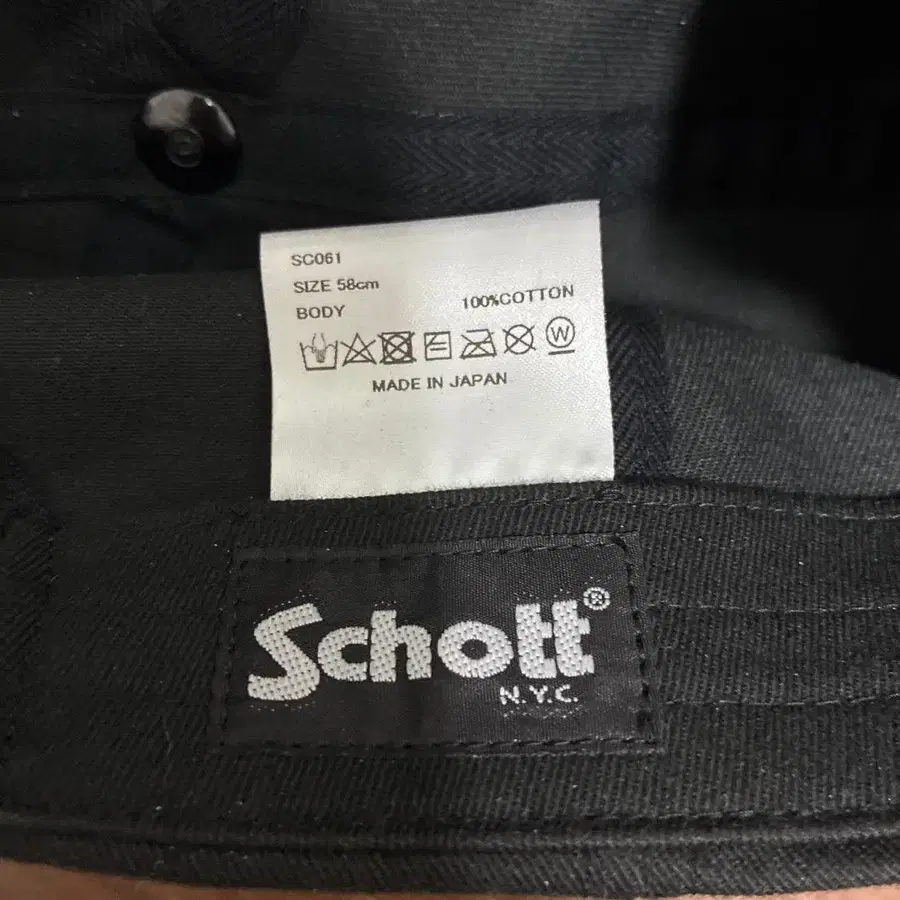 SC061
SIZE 58cm
BODY 100%COTTON
W
MADE IN JAPAN
Schott®
N.Y.C.